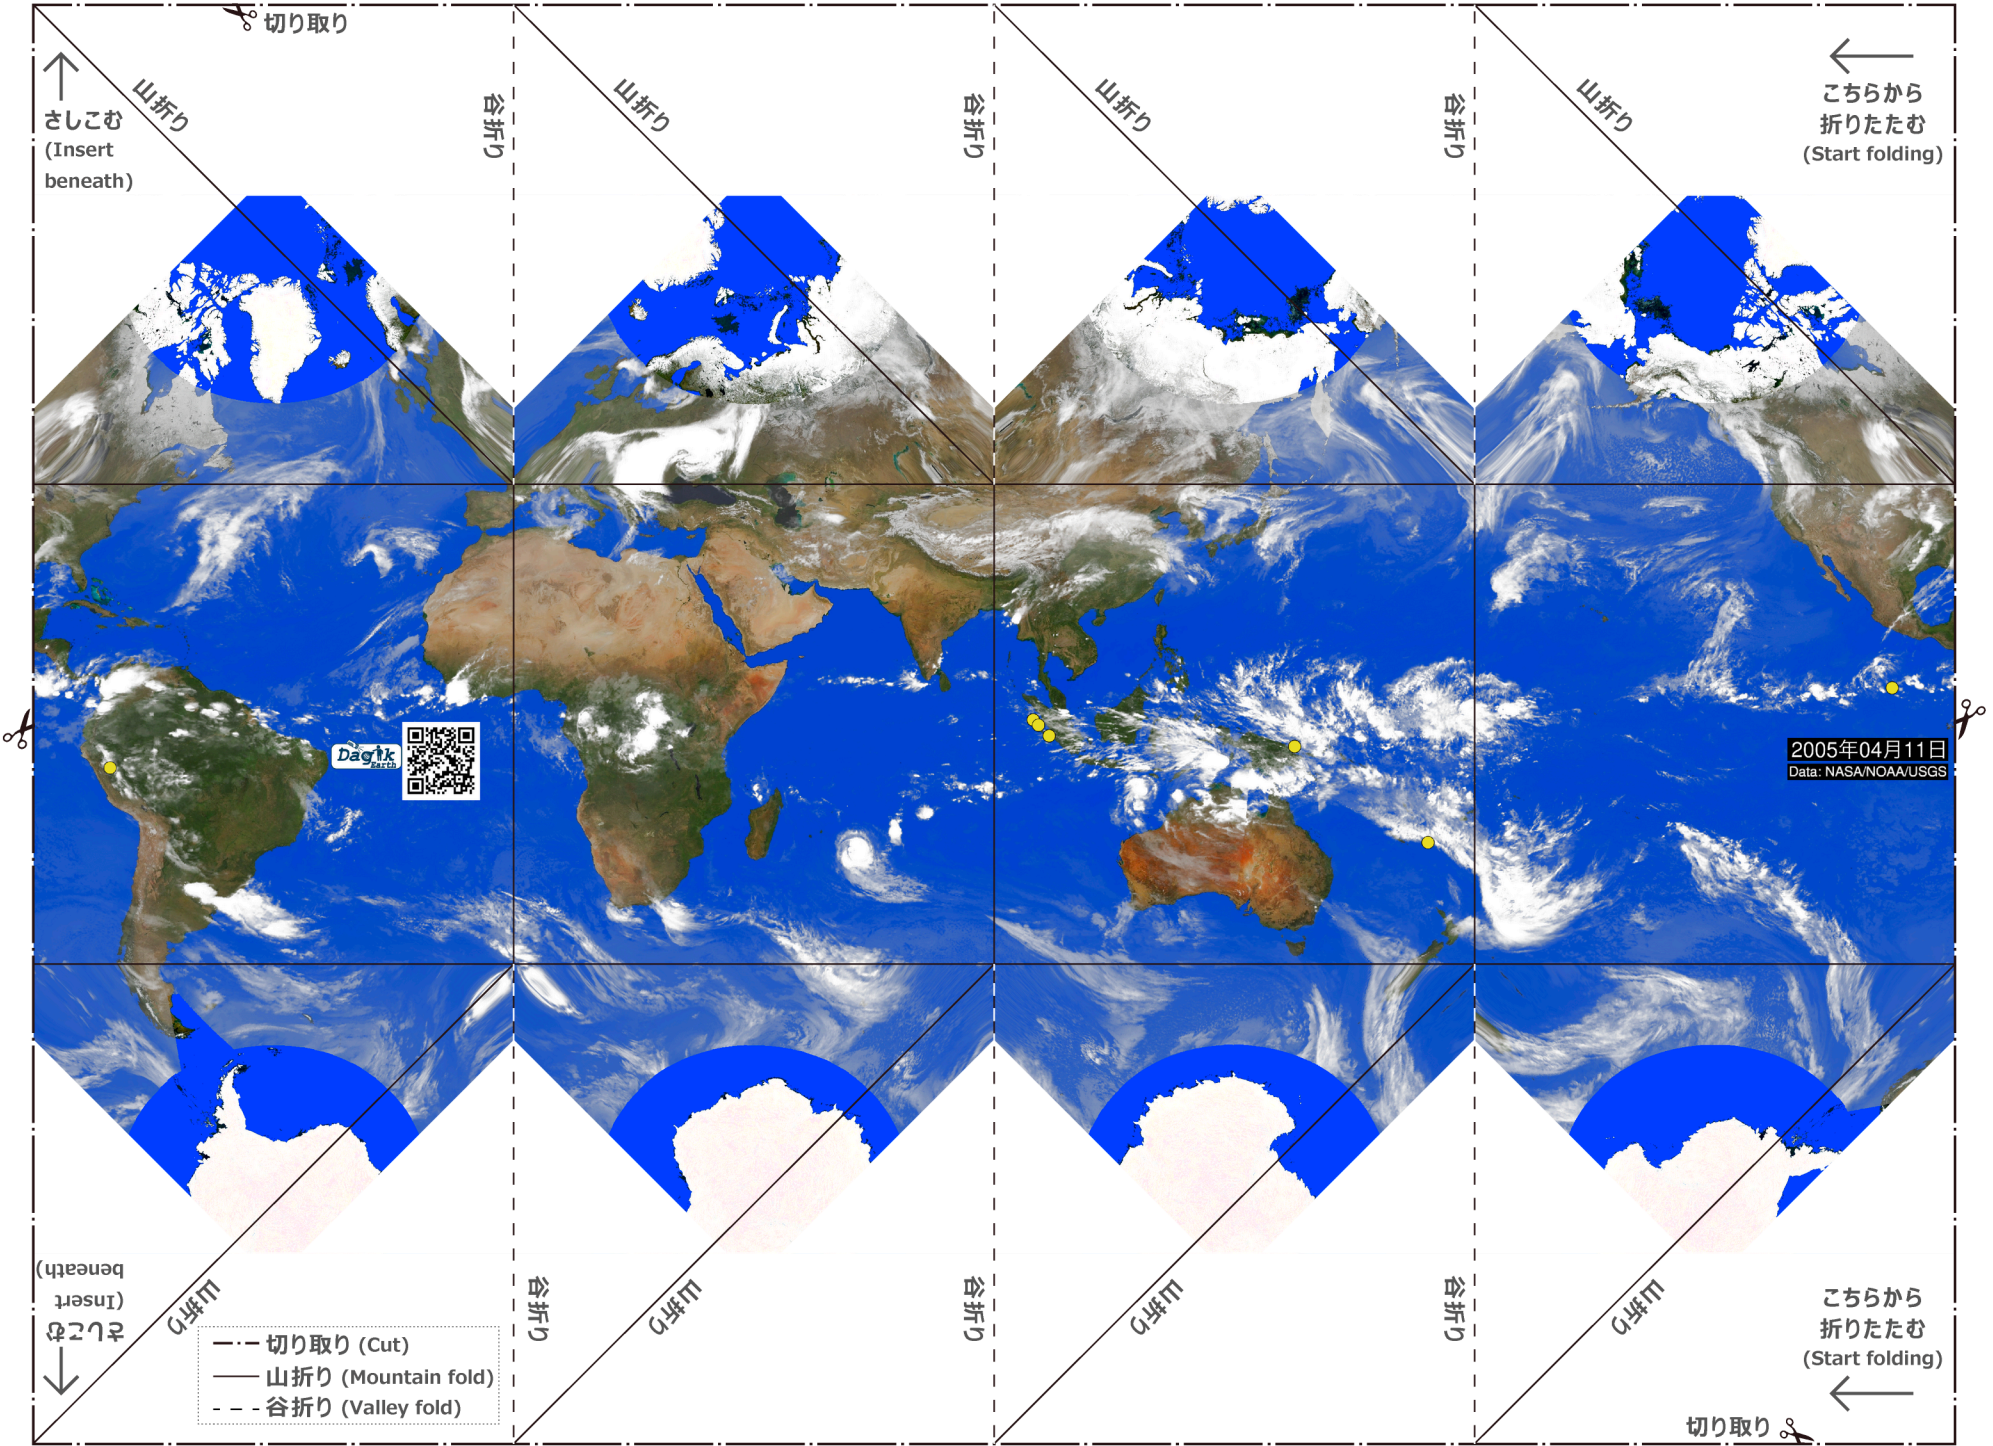 切り取り
山折り
谷折り
山折り
谷折り
山折り
谷折り
山折り
さしこむ
(Insert
beneath)
こちらから
折りたたむ
(Start folding)
Dagik
Earth
2005年04月11日
Data: NASA/NOAA/USGS
さしこむ
(Insert
beneath)
山折り
谷折り
山折り
谷折り
山折り
谷折り
山折り
こちらから
折りたたむ
(Start folding)
切り取り (Cut)
山折り (Mountain fold)
谷折り (Valley fold)
切り取り